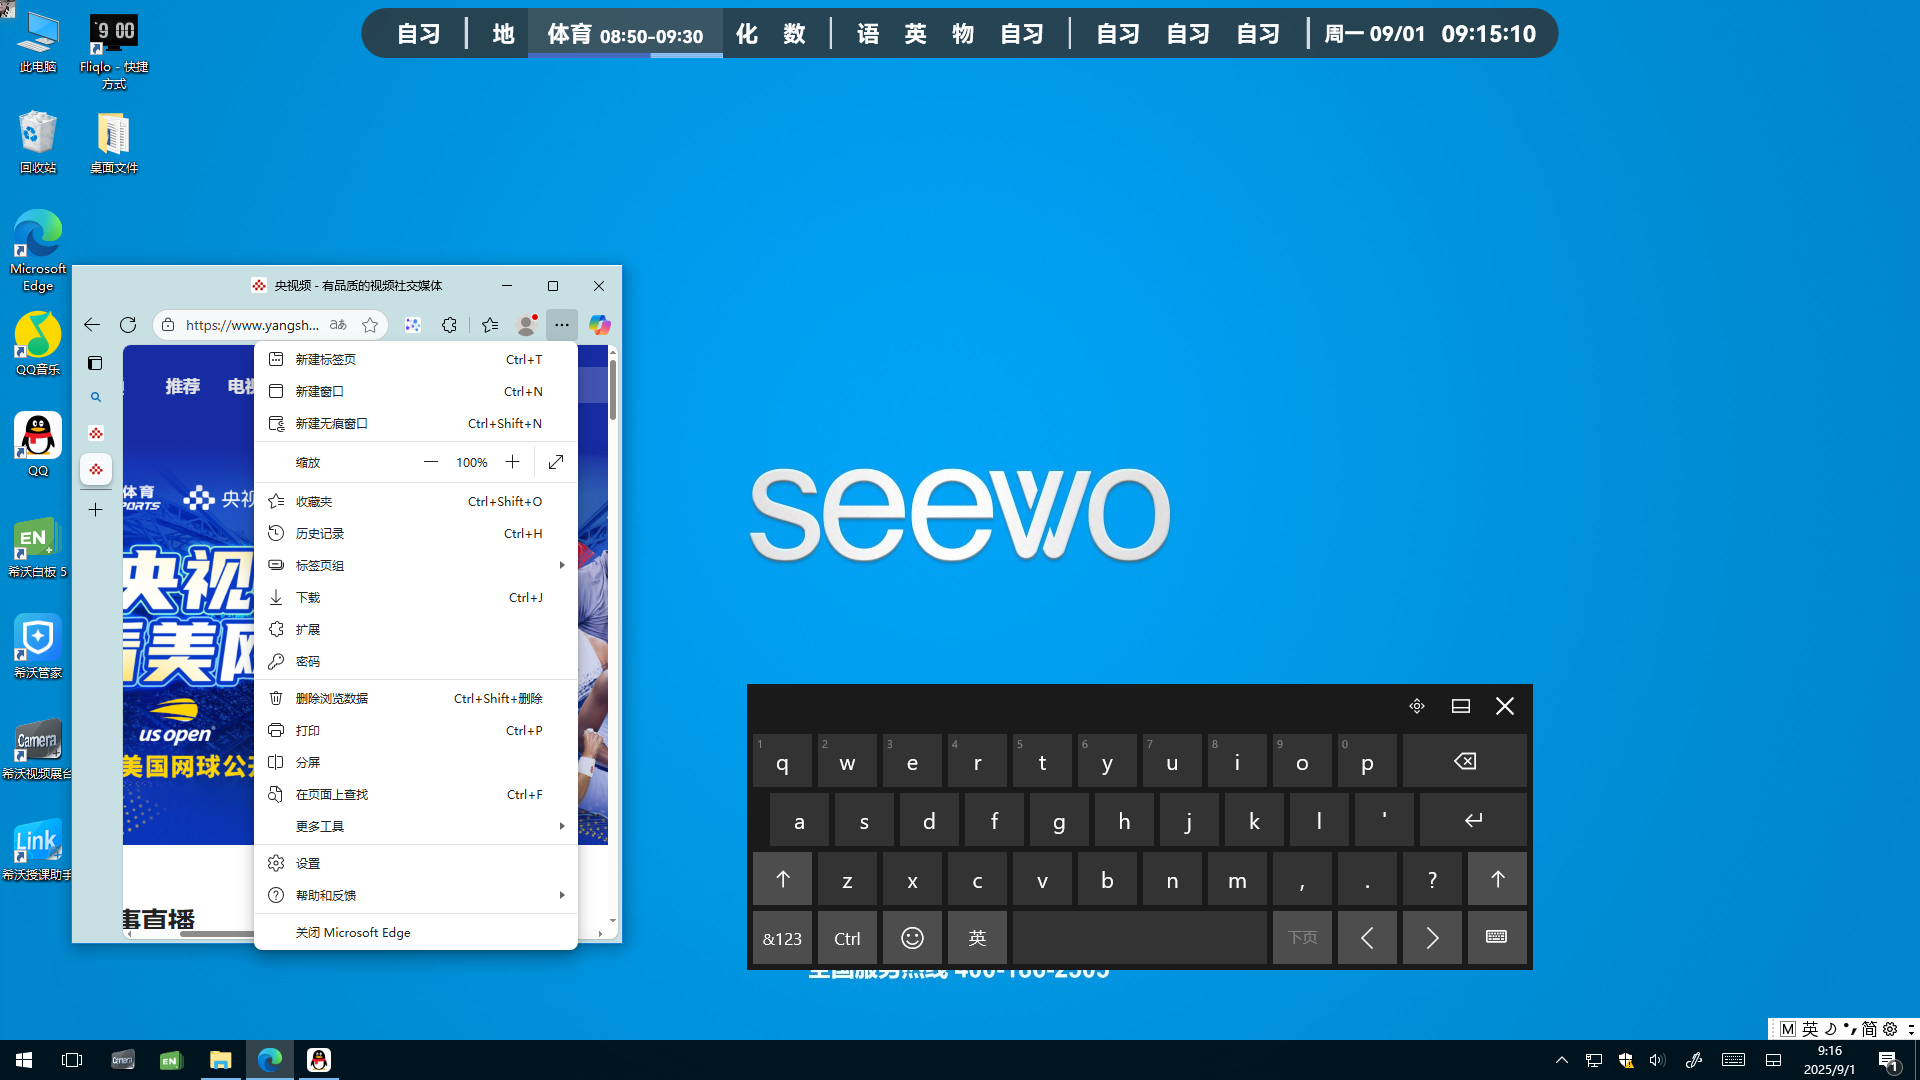 自习 | 地 体育 08:50-09:30 化 数 | 语 英 物 自习 | 自习 自习 自习 | 周一 09/01 09:15:10
此电脑
9 00
Fliqlo - 快捷方式
回收站
桌面文件
Microsoft Edge
QQ音乐
QQ
EN
希沃白板 5
希沃管家
Camera
希沃视频展台
Link
希沃授课助手
央视频 - 有品质的视频社交媒体
https://www.yangsh...
推荐
体育
央视
央视频
看美网
us open
美国网球公
事直播
新建标签页 Ctrl+T
新建窗口 Ctrl+N
新建无痕窗口 Ctrl+Shift+N
缩放 — 100% +
收藏夹 Ctrl+Shift+O
历史记录 Ctrl+H
标签页组
下载 Ctrl+J
扩展
密码
删除浏览数据 Ctrl+Shift+删除
打印 Ctrl+P
分屏
在页面上查找 Ctrl+F
更多工具
设置
帮助和反馈
关闭 Microsoft Edge
seewo
1 q 2 w 3 e 4 r 5 t 6 y 7 u 8 i 9 o 0 p
a s d f g h j k l '
z x c v b n m , . ?
&123 Ctrl 英 下页
全国服务热线 400-186-2505
M 英 简
Camera EN
9:16
2025/9/1
1